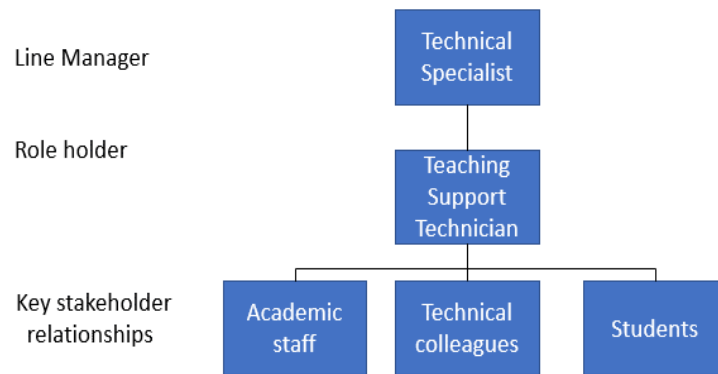 Line Manager
Technical
Specialist
Role holder
Teaching
Support
Technician
Key stakeholder
relationships
Academic
staff
Technical
colleagues
Students